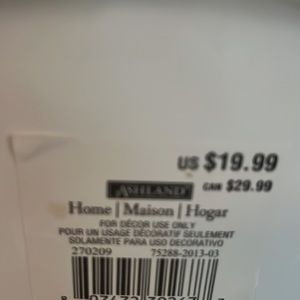 US $19.99
ASHLAND CAN $29.99
Home | Maison | Hogar
FOR DÉCOR USE ONLY
POUR UN USAGE DÉCORATIF SEULEMENT
SOLAMENTE PARA USO DECORATIVO
270209 75288-2013-03